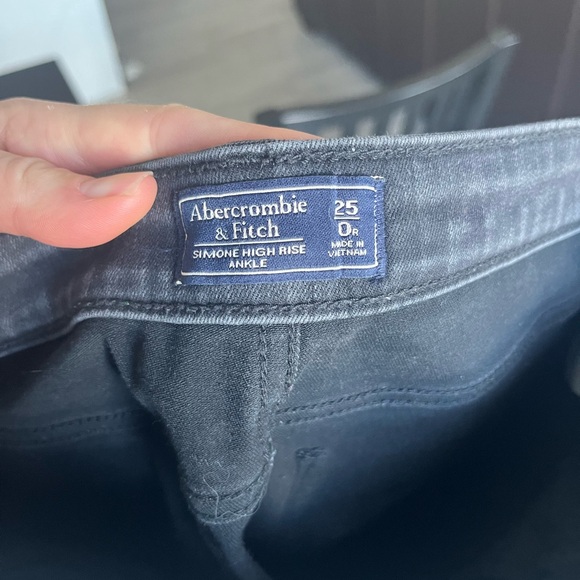 Abercrombie
& Fitch
SIMONE HIGH RISE
ANKLE
25
0R
MADE IN
VIETNAM